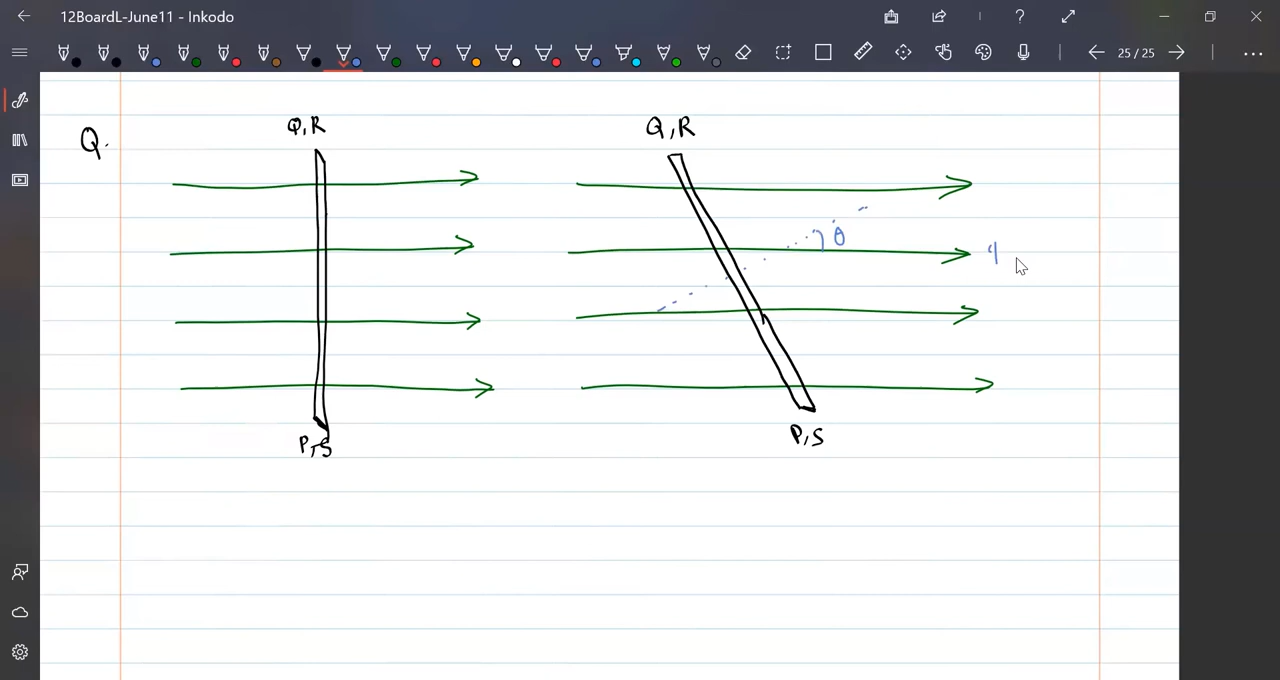 12BoardL-June11 - Inkodo
25 / 25
Q.
Q,R
Q,R
θ
P,S
P,S